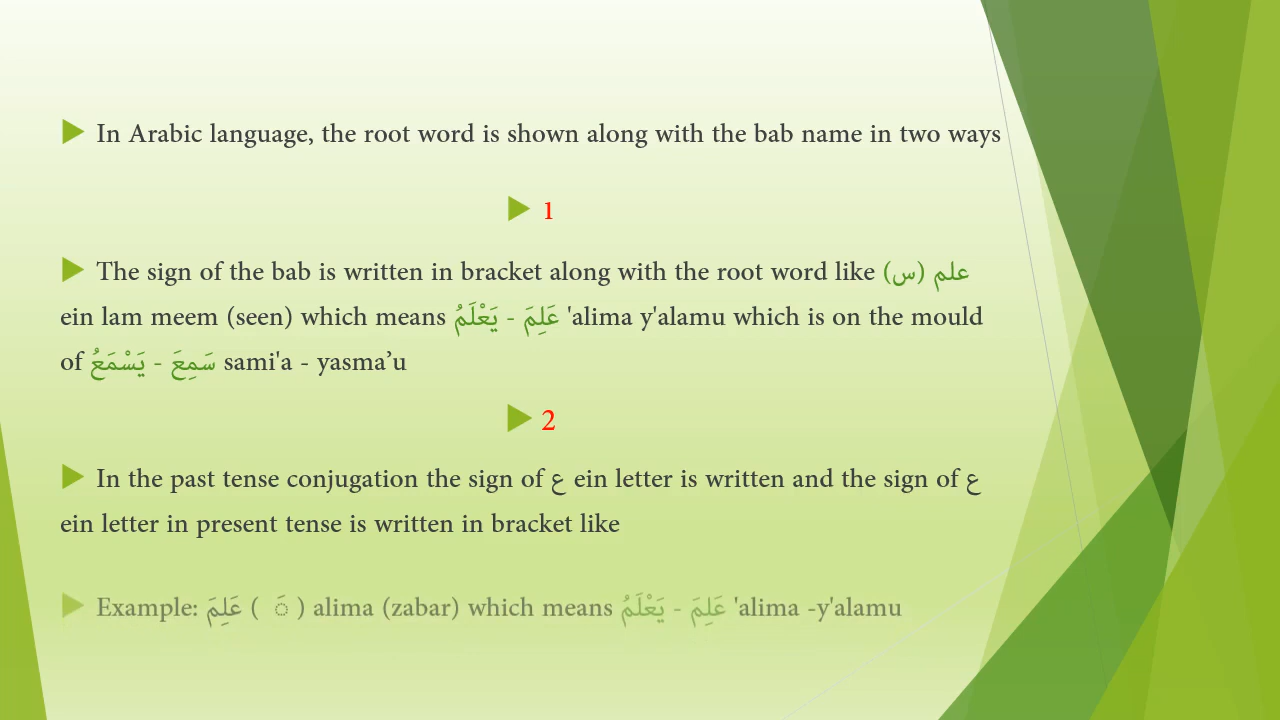 In Arabic language, the root word is shown along with the bab name in two ways
1
The sign of the bab is written in bracket along with the root word like علم (س)
ein lam meem (seen) which means عَلِمَ - يَعْلَمُ 'alima y'alamu which is on the mould
of سَمِعَ - يَسْمَعُ sami'a - yasma’u
2
In the past tense conjugation the sign of ع ein letter is written and the sign of ع
ein letter in present tense is written in bracket like
Example: عَلِمَ ( ◌َ ) alima (zabar) which means عَلِمَ - يَعْلَمُ 'alima -y'alamu